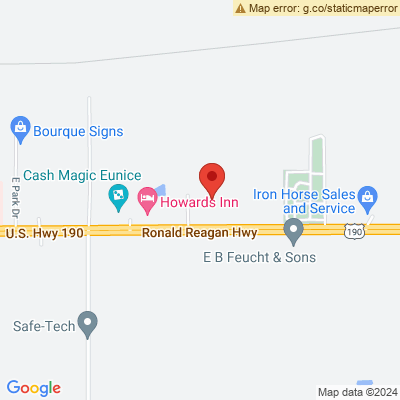 Map error: g.co/staticmaperror
Bourque Signs
E Park Dr
Cash Magic Eunice
Howards Inn
Iron Horse Sales
and Service
U.S. Hwy 190
Ronald Reagan Hwy
190
E B Feucht & Sons
Safe-Tech
Google
Map data ©2024